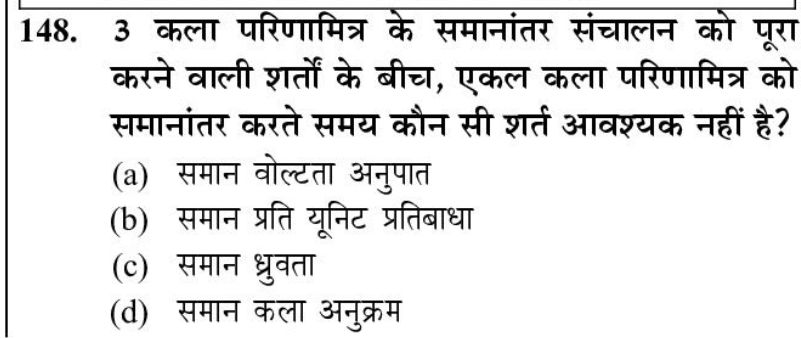 148. 3 कला परिणामित्र के समानांतर संचालन को पूरा
करने वाली शर्तों के बीच, एकल कला परिणामित्र को
समानांतर करते समय कौन सी शर्त आवश्यक नहीं है?
(a) समान वोल्टता अनुपात
(b) समान प्रति यूनिट प्रतिबाधा
(c) समान ध्रुवता
(d) समान कला अनुक्रम